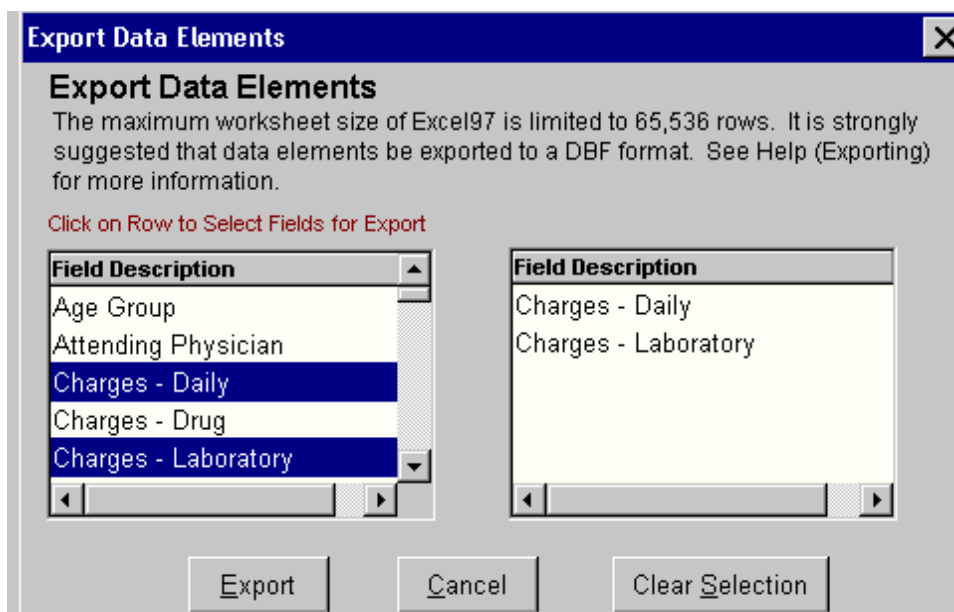 Export Data Elements
Export Data Elements
The maximum worksheet size of Excel97 is limited to 65,536 rows. It is strongly
suggested that data elements be exported to a DBF format. See Help (Exporting)
for more information.
Click on Row to Select Fields for Export
Field Description
Age Group
Attending Physician
Charges - Daily
Charges - Drug
Charges - Laboratory
Field Description
Charges - Daily
Charges - Laboratory
Export
Cancel
Clear Selection